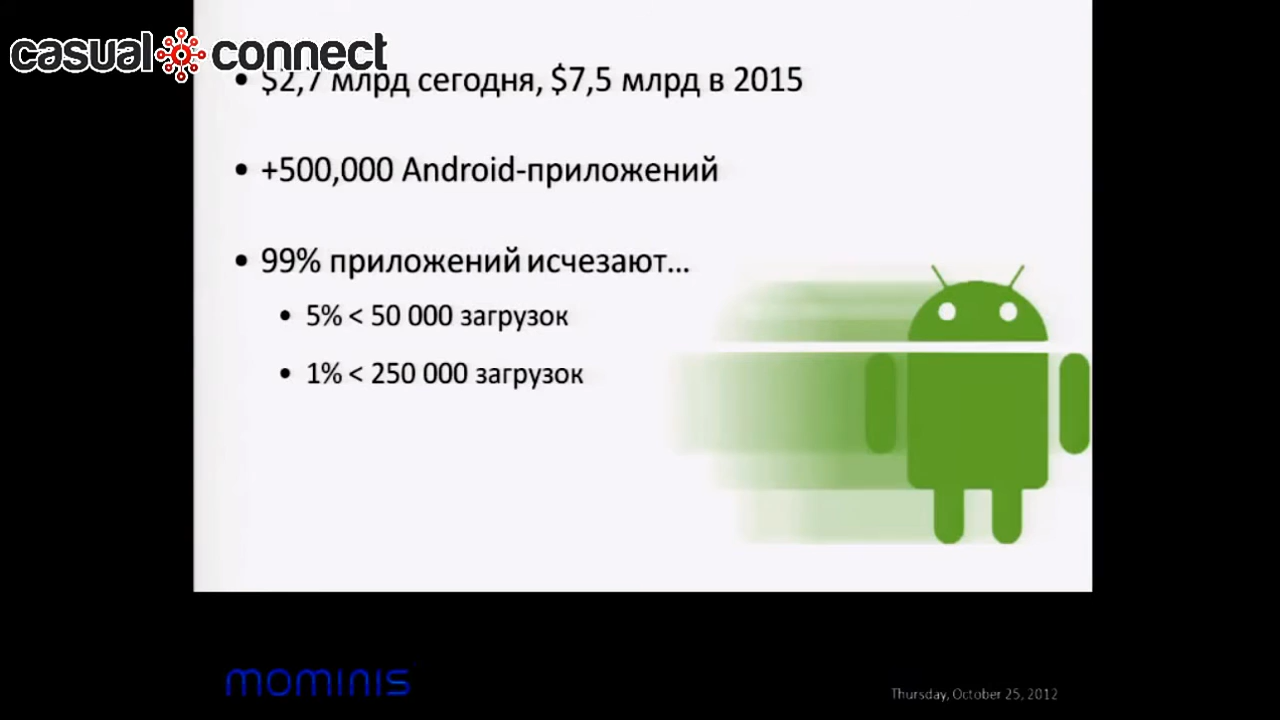 casual connect
• $2,7 млрд сегодня, $7,5 млрд в 2015
• +500,000 Android-приложений
• 99% приложений исчезают...
• 5% < 50 000 загрузок
• 1% < 250 000 загрузок
mominis
Thursday, October 25, 2012